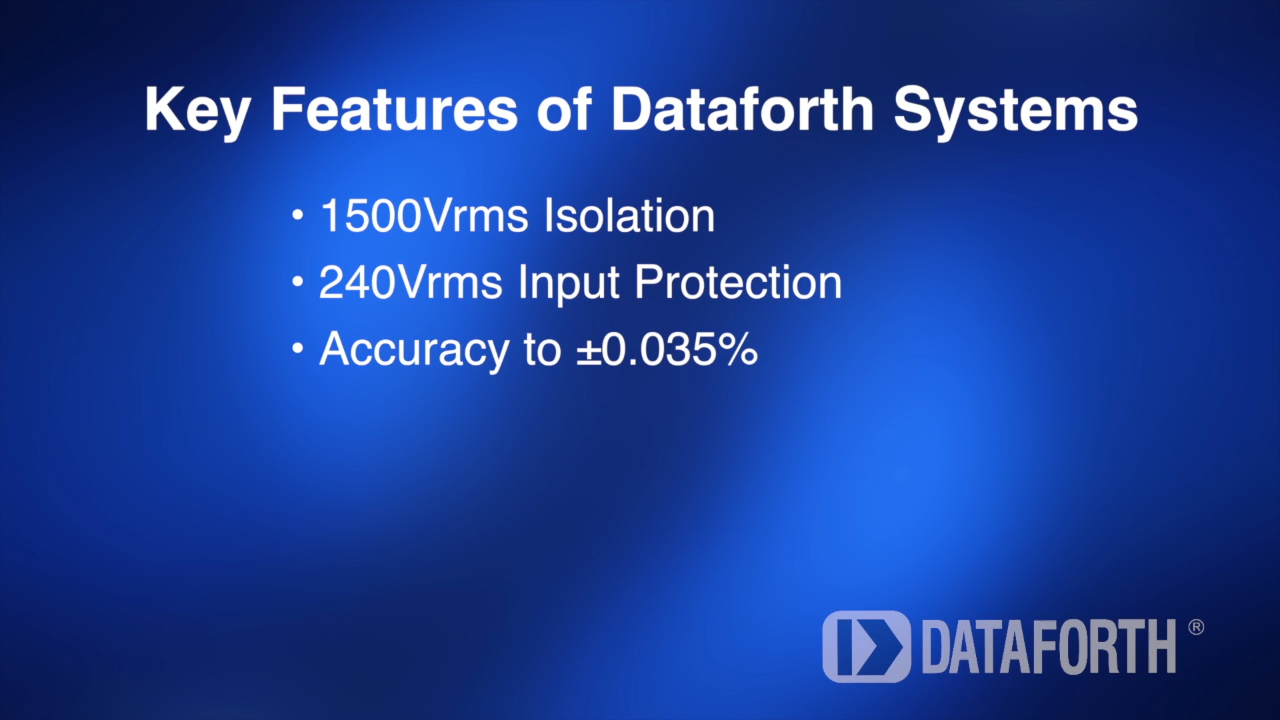 Key Features of Dataforth Systems
• 1500Vrms Isolation
• 240Vrms Input Protection
• Accuracy to ±0.035%
DATAFORTH®